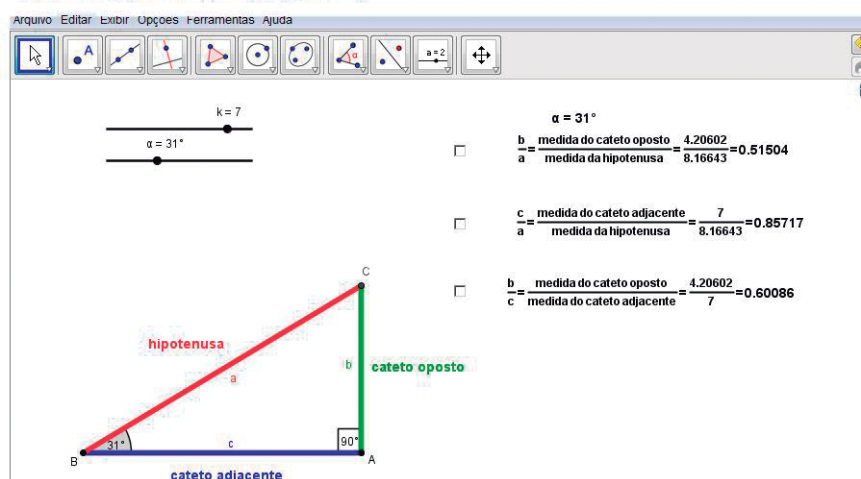 Arquivo Editar Exibir Opções Ferramentas Ajuda
A
α
a = 2
k = 7
α = 31°
α = 31°
b/a = medida do cateto oposto/medida da hipotenusa = 4.20602/8.16643 = 0.51504
c/a = medida do cateto adjacente/medida da hipotenusa = 7/8.16643 = 0.85717
b/c = medida do cateto oposto/medida do cateto adjacente = 4.20602/7 = 0.60086
C
hipotenusa
a
b
cateto oposto
31°
c
90°
B
A
cateto adjacente